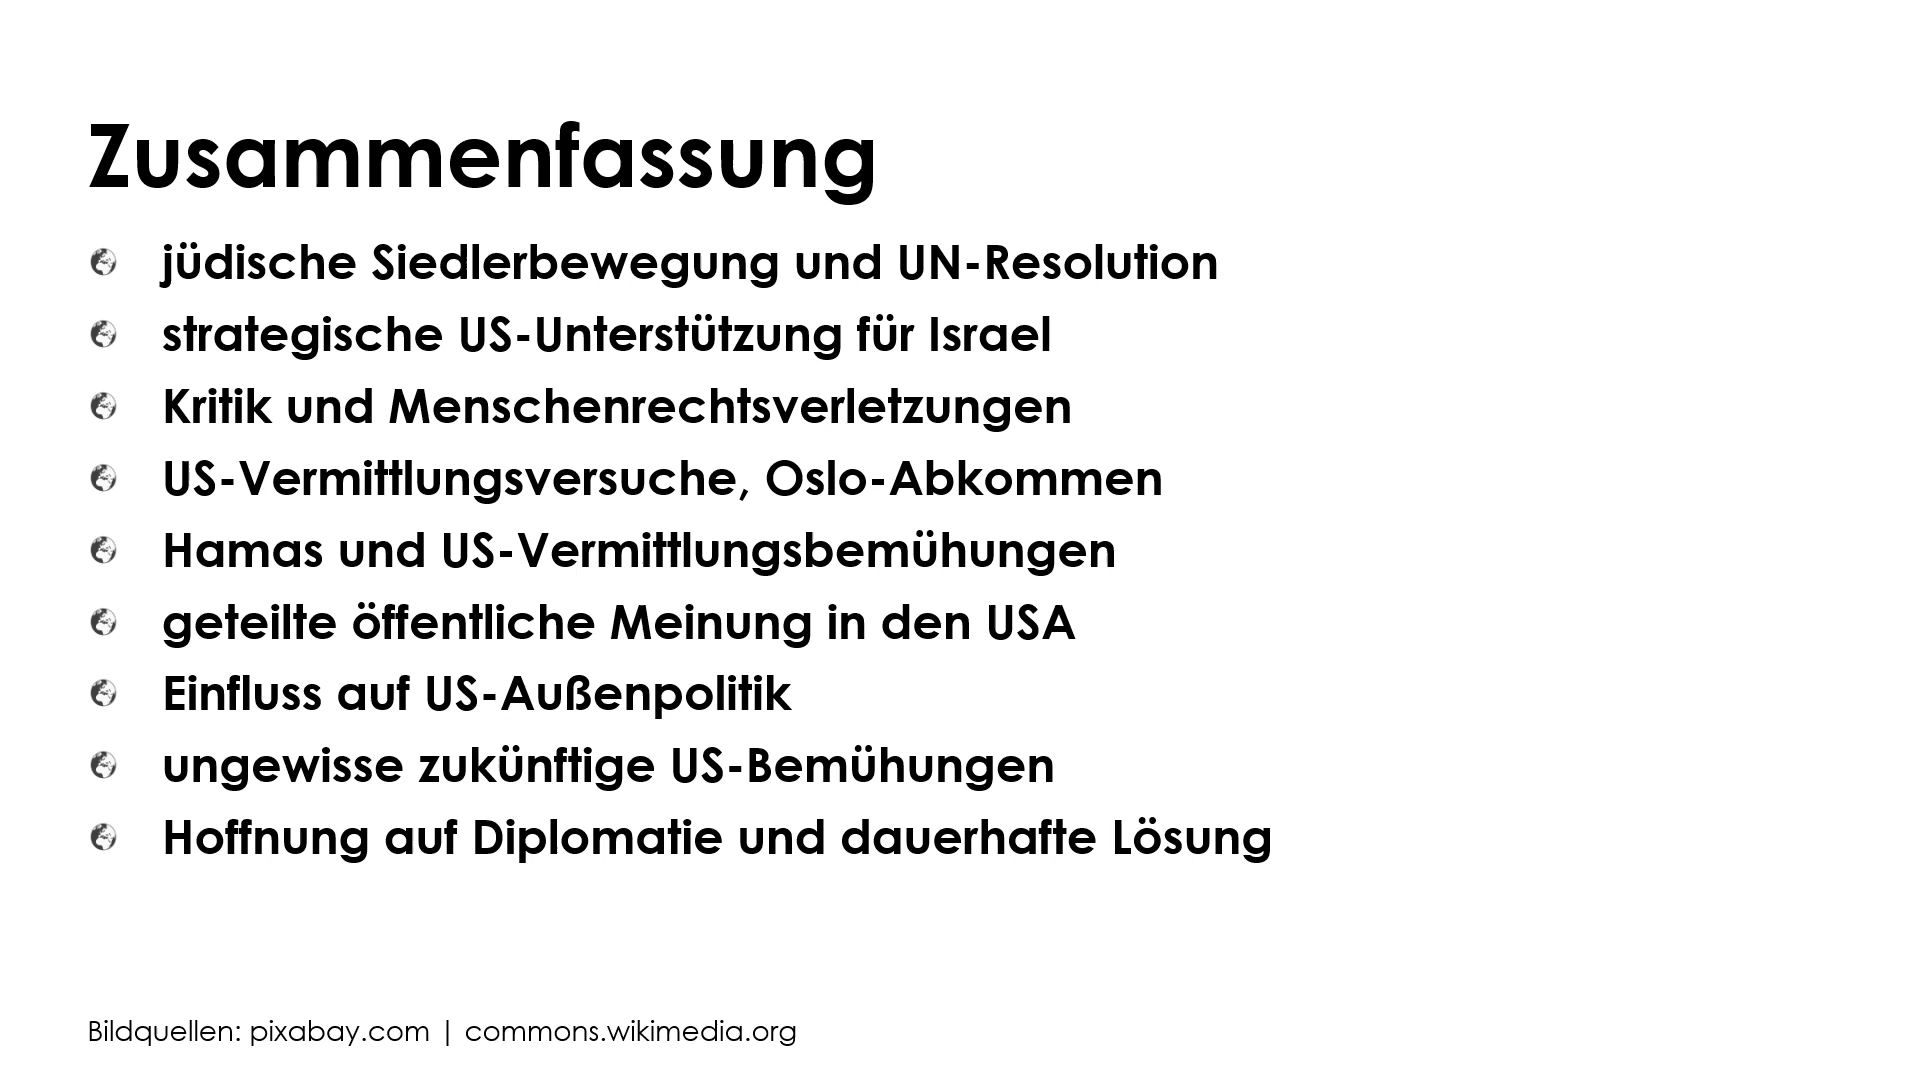 Zusammenfassung
jüdische Siedlerbewegung und UN-Resolution
strategische US-Unterstützung für Israel
Kritik und Menschenrechtsverletzungen
US-Vermittlungsversuche, Oslo-Abkommen
Hamas und US-Vermittlungsbemühungen
geteilte öffentliche Meinung in den USA
Einfluss auf US-Außenpolitik
ungewisse zukünftige US-Bemühungen
Hoffnung auf Diplomatie und dauerhafte Lösung
Bildquellen: pixabay.com | commons.wikimedia.org